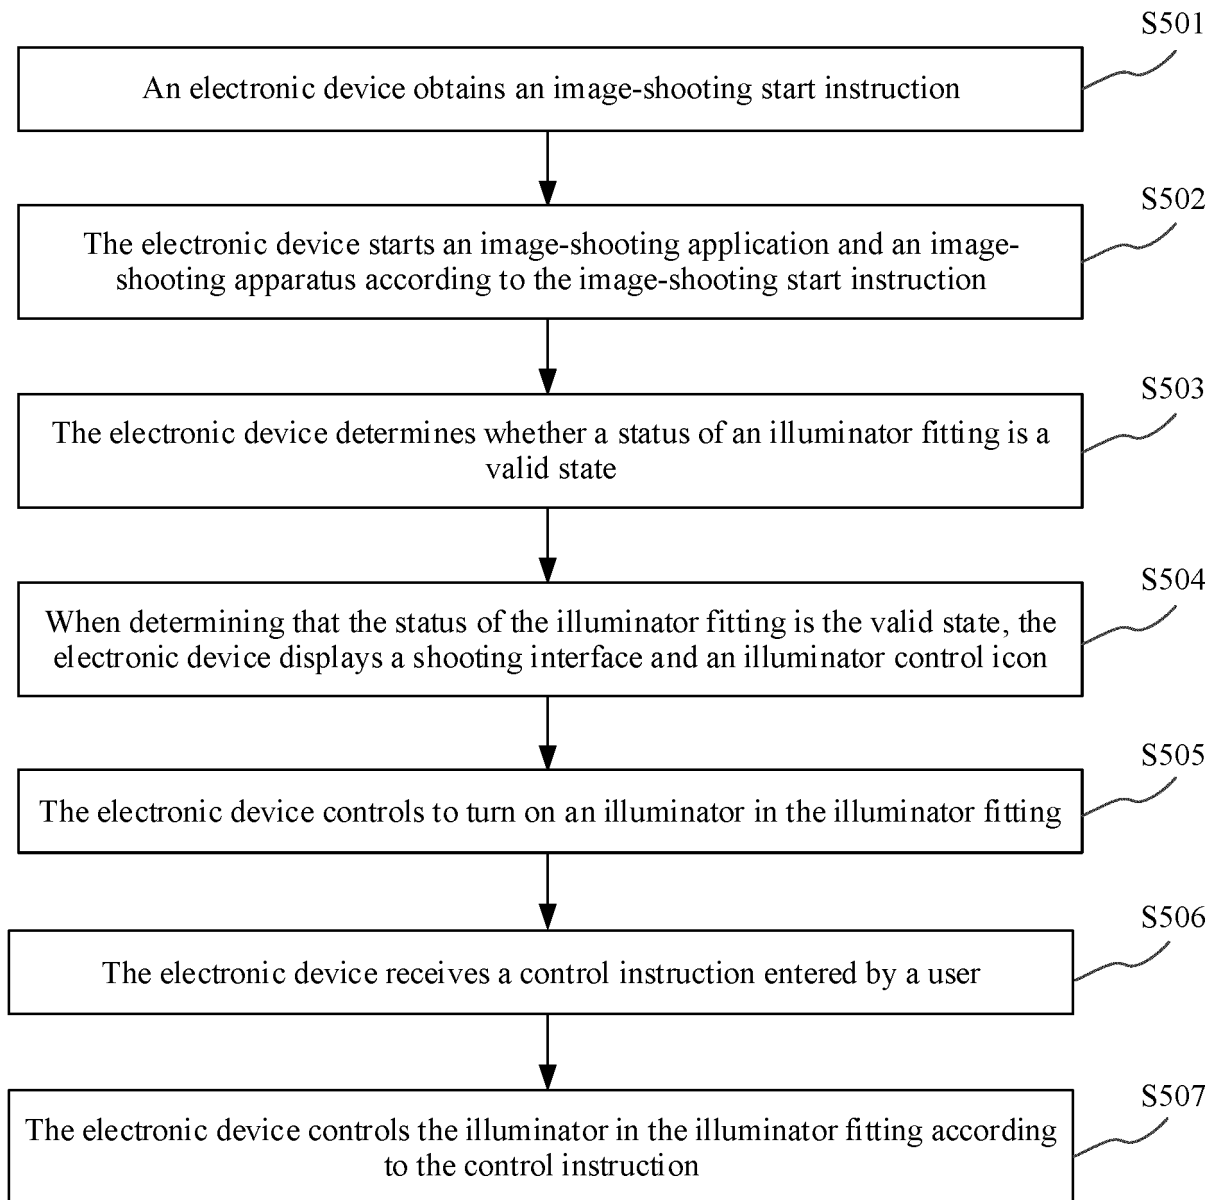 S501
An electronic device obtains an image-shooting start instruction
S502
The electronic device starts an image-shooting application and an image-
shooting apparatus according to the image-shooting start instruction
S503
The electronic device determines whether a status of an illuminator fitting is a
valid state
S504
When determining that the status of the illuminator fitting is the valid state, the
electronic device displays a shooting interface and an illuminator control icon
S505
The electronic device controls to turn on an illuminator in the illuminator fitting
S506
The electronic device receives a control instruction entered by a user
S507
The electronic device controls the illuminator in the illuminator fitting according
to the control instruction